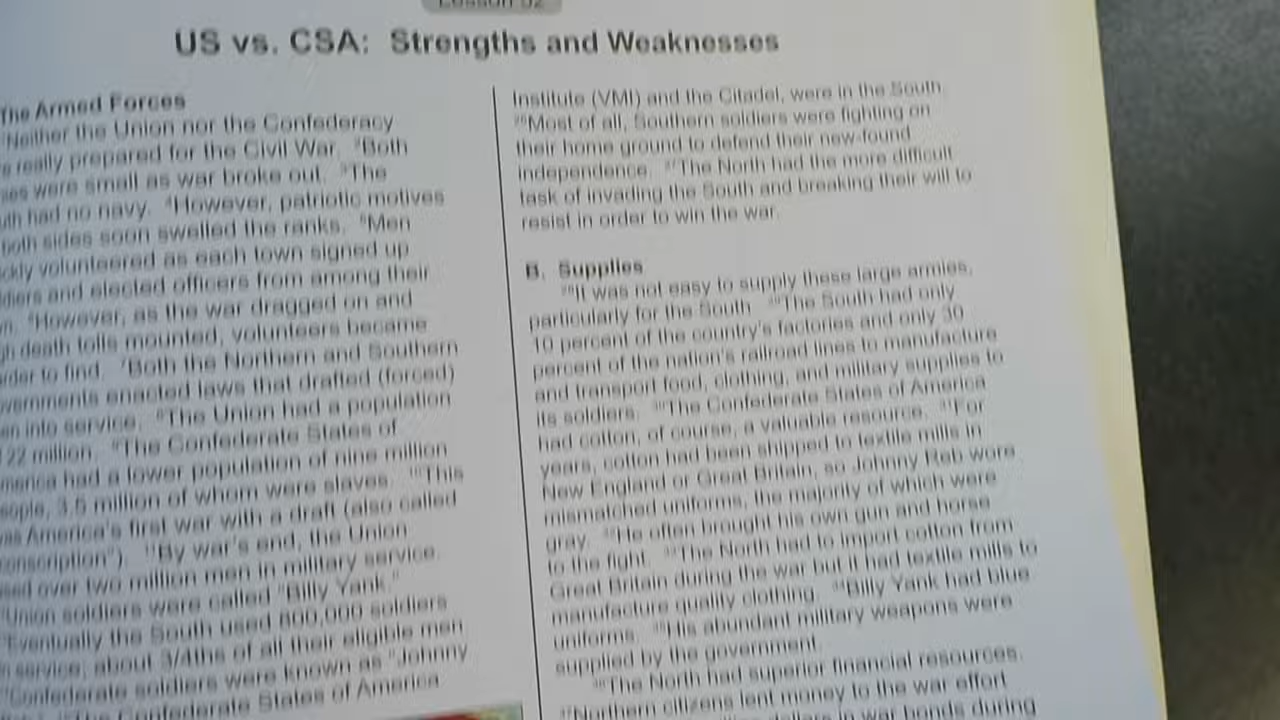 Lesson 32
US vs. CSA: Strengths and Weaknesses
The Armed Forces
Neither the Union nor the Confederacy
really prepared for the Civil War. Both
were small as war broke out. The
had no navy. However, patriotic motives
both sides soon swelled the ranks. Men
volunteered as each town signed up
and elected officers from among their
However, as the war dragged on and
death tolls mounted, volunteers became
to find. Both the Northern and Southern
enacted laws that drafted (forced)
into service. The Union had a population
22 million. The Confederate States of
had a lower population of nine million
3.5 million of whom were slaves. This
America's first war with a draft (also called
By war's end, the Union
over two million men in military service.
Union soldiers were called "Billy Yank."
Eventually the South used 800,000 soldiers
service; about 3/4ths of all their eligible men
Confederate soldiers were known as "Johnny
The Confederate States of America
Institute (VMI) and the Citadel, were in the South.
Most of all, Southern soldiers were fighting on
their home ground to defend their new-found
independence. The North had the more difficult
task of invading the South and breaking their will to
resist in order to win the war.
B. Supplies
It was not easy to supply these large armies,
particularly for the South. The South had only
10 percent of the country's factories and only 30
percent of the nation's railroad lines to manufacture
and transport food, clothing, and military supplies to
its soldiers. The Confederate States of America
had cotton, of course, a valuable resource. For
years, cotton had been shipped to textile mills in
New England or Great Britain, so Johnny Reb wore
mismatched uniforms, the majority of which were
gray. He often brought his own gun and horse
to the fight. The North had to import cotton from
Great Britain during the war but it had textile mills to
manufacture quality clothing. Billy Yank had blue
uniforms. His abundant military weapons were
supplied by the government.
The North had superior financial resources.
Northern citizens lent money to the war effort
dollars in war bonds during